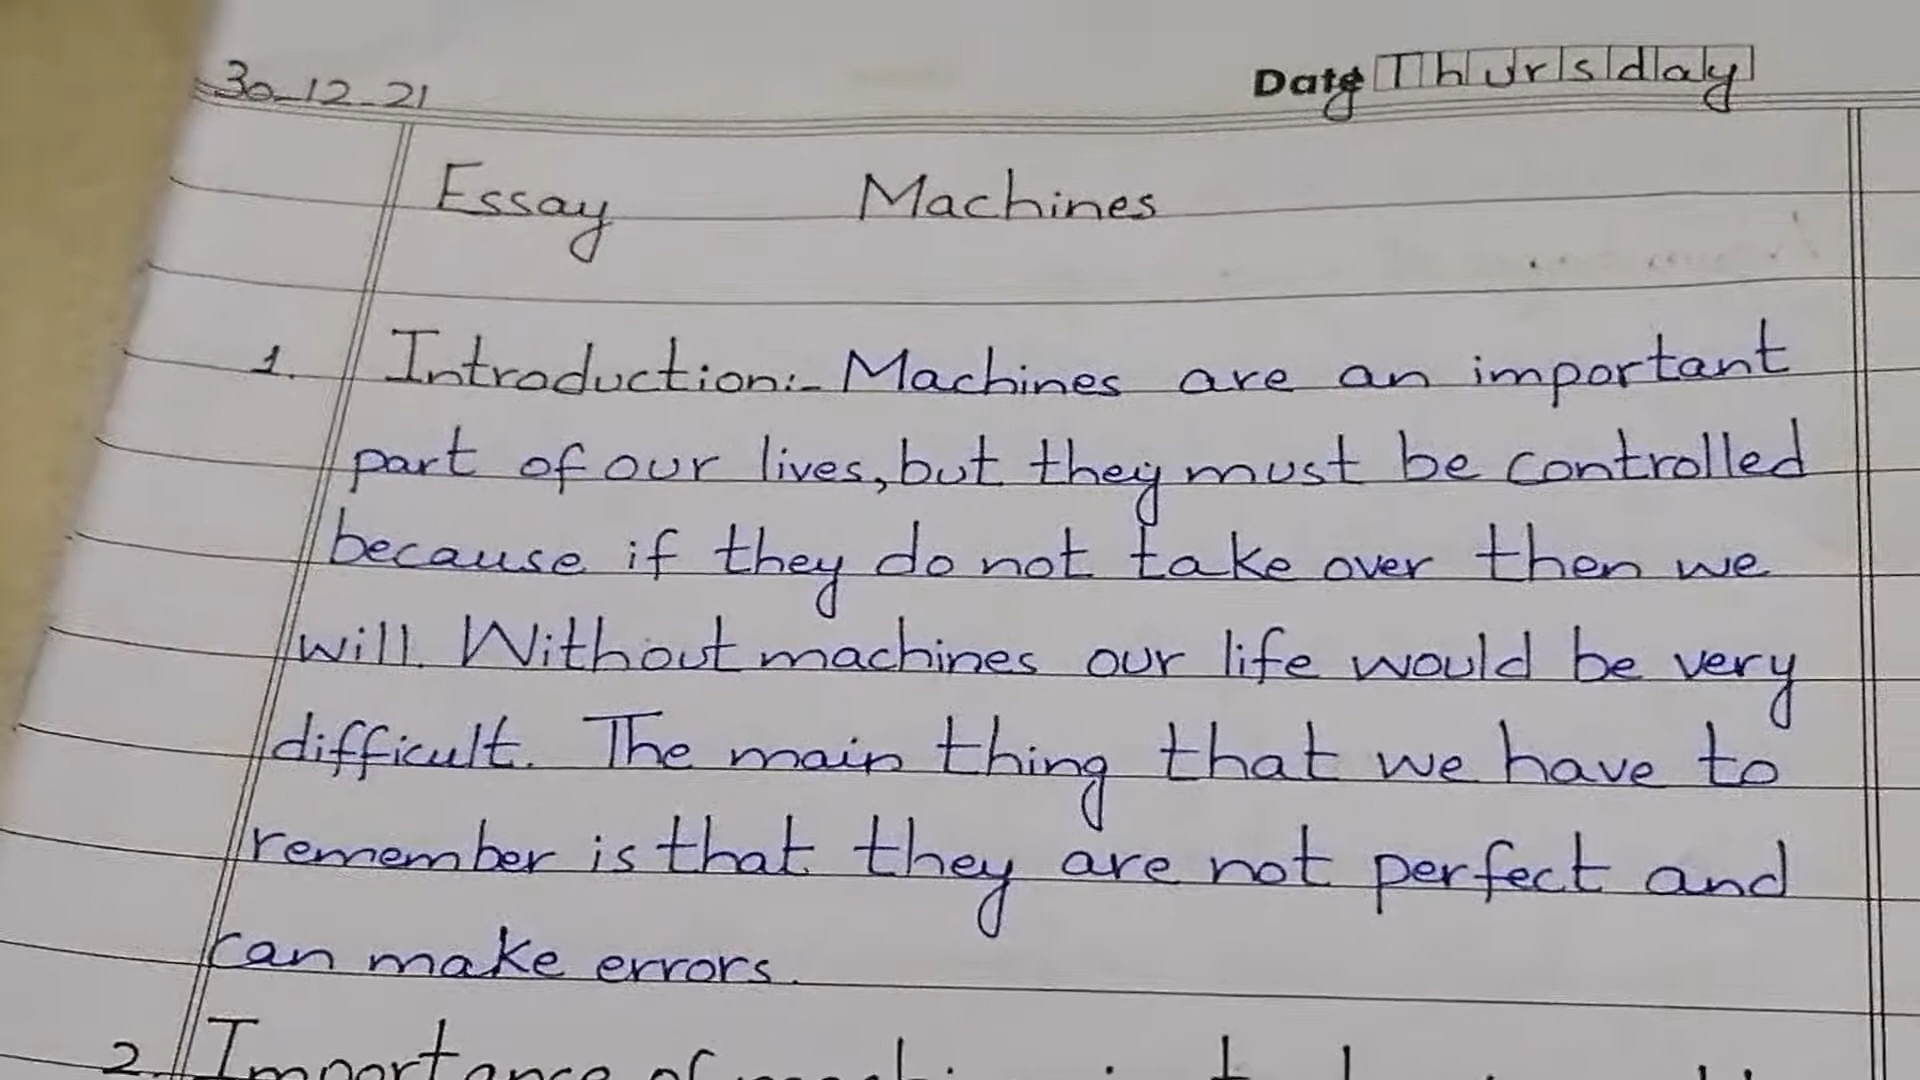 30-12-21 Date Thursday
Essay Machines
1. Introduction:- Machines are an important
part of our lives, but they must be controlled
because if they do not take over then we
will. Without machines our life would be very
difficult. The main thing that we have to
remember is that they are not perfect and
can make errors.
2. Importance of